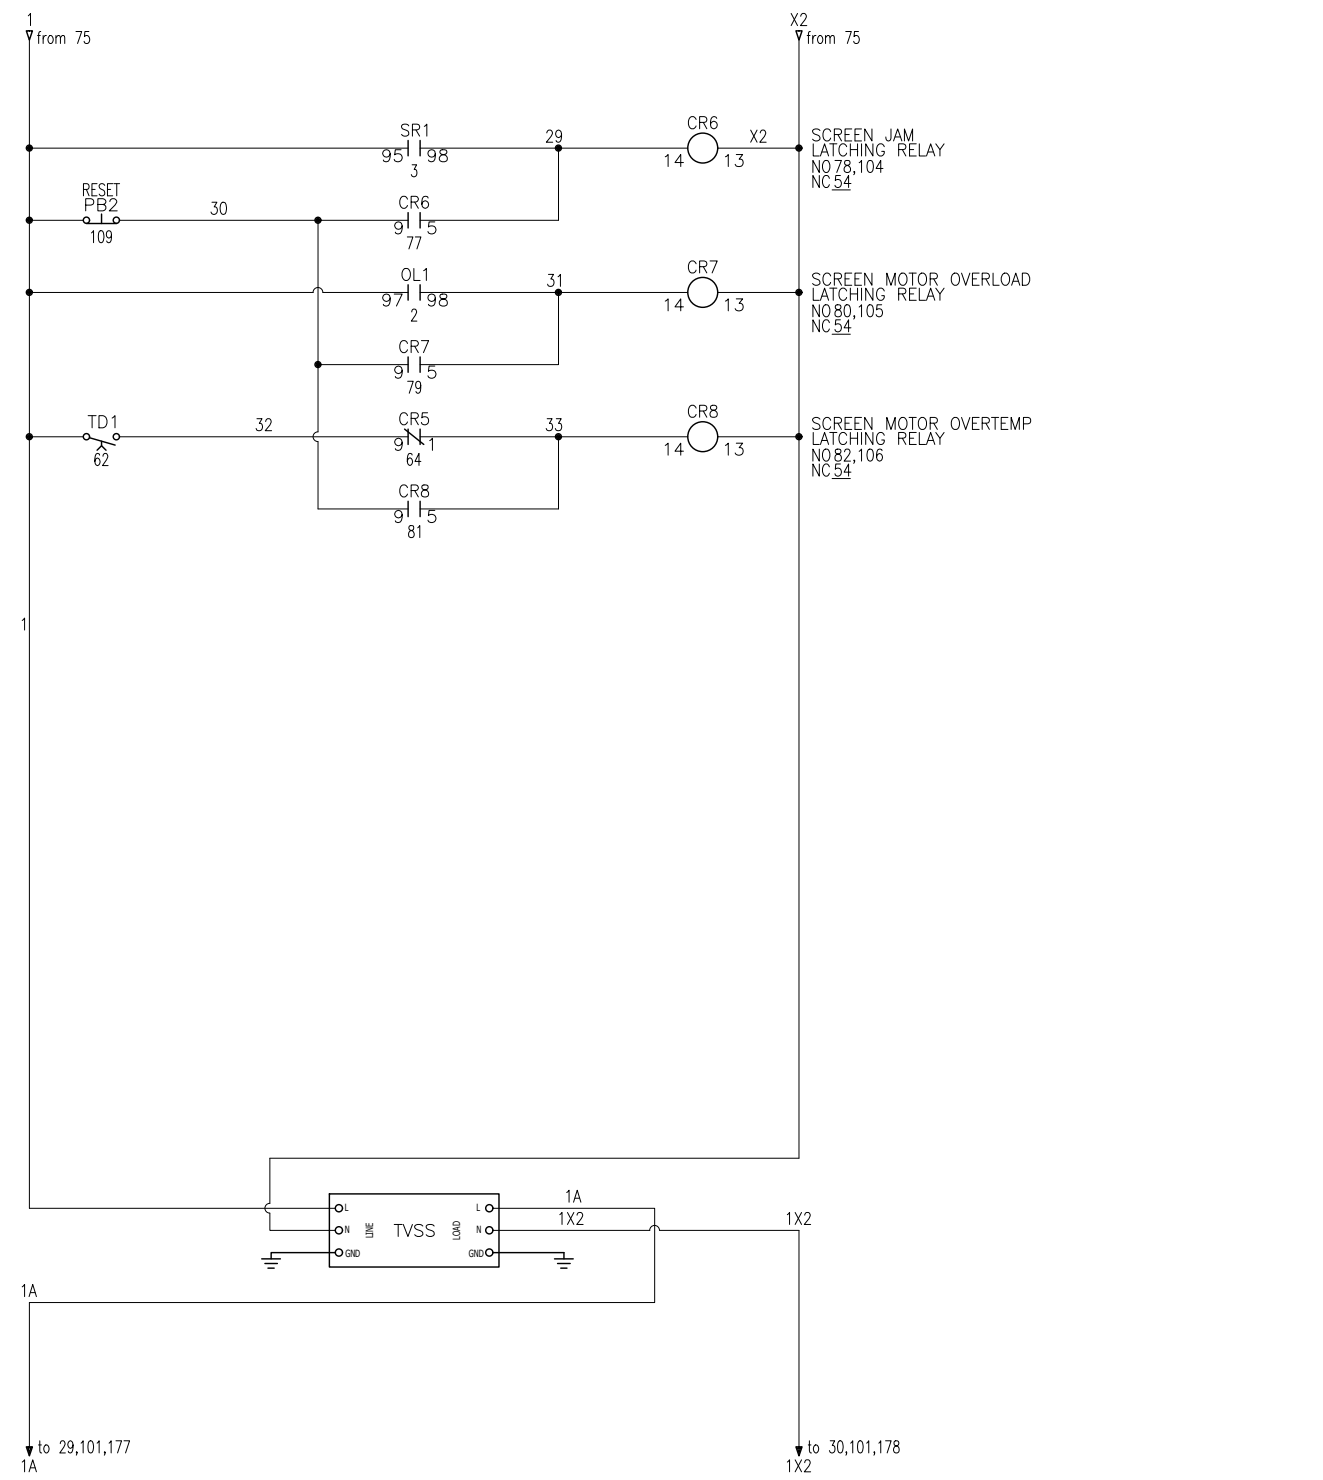 1
X2
from 75
from 75
SR1
29
CR6
X2
SCREEN JAM
95
98
14
13
LATCHING RELAY
3
NO 78,104
NC 54
RESET
PB2
30
CR6
109
9
5
77
OL1
31
CR7
SCREEN MOTOR OVERLOAD
97
98
14
13
LATCHING RELAY
2
NO 80,105
NC 54
CR7
9
5
79
TD1
32
CR5
33
CR8
SCREEN MOTOR OVERTEMP
62
9
1
14
13
LATCHING RELAY
64
NO 82,106
NC 54
CR8
9
5
81
1
1A
L
L
1X2
1X2
N
LINE
TVSS
LOAD
N
GND
GND
1A
to 29,101,177
to 30,101,178
1A
1X2